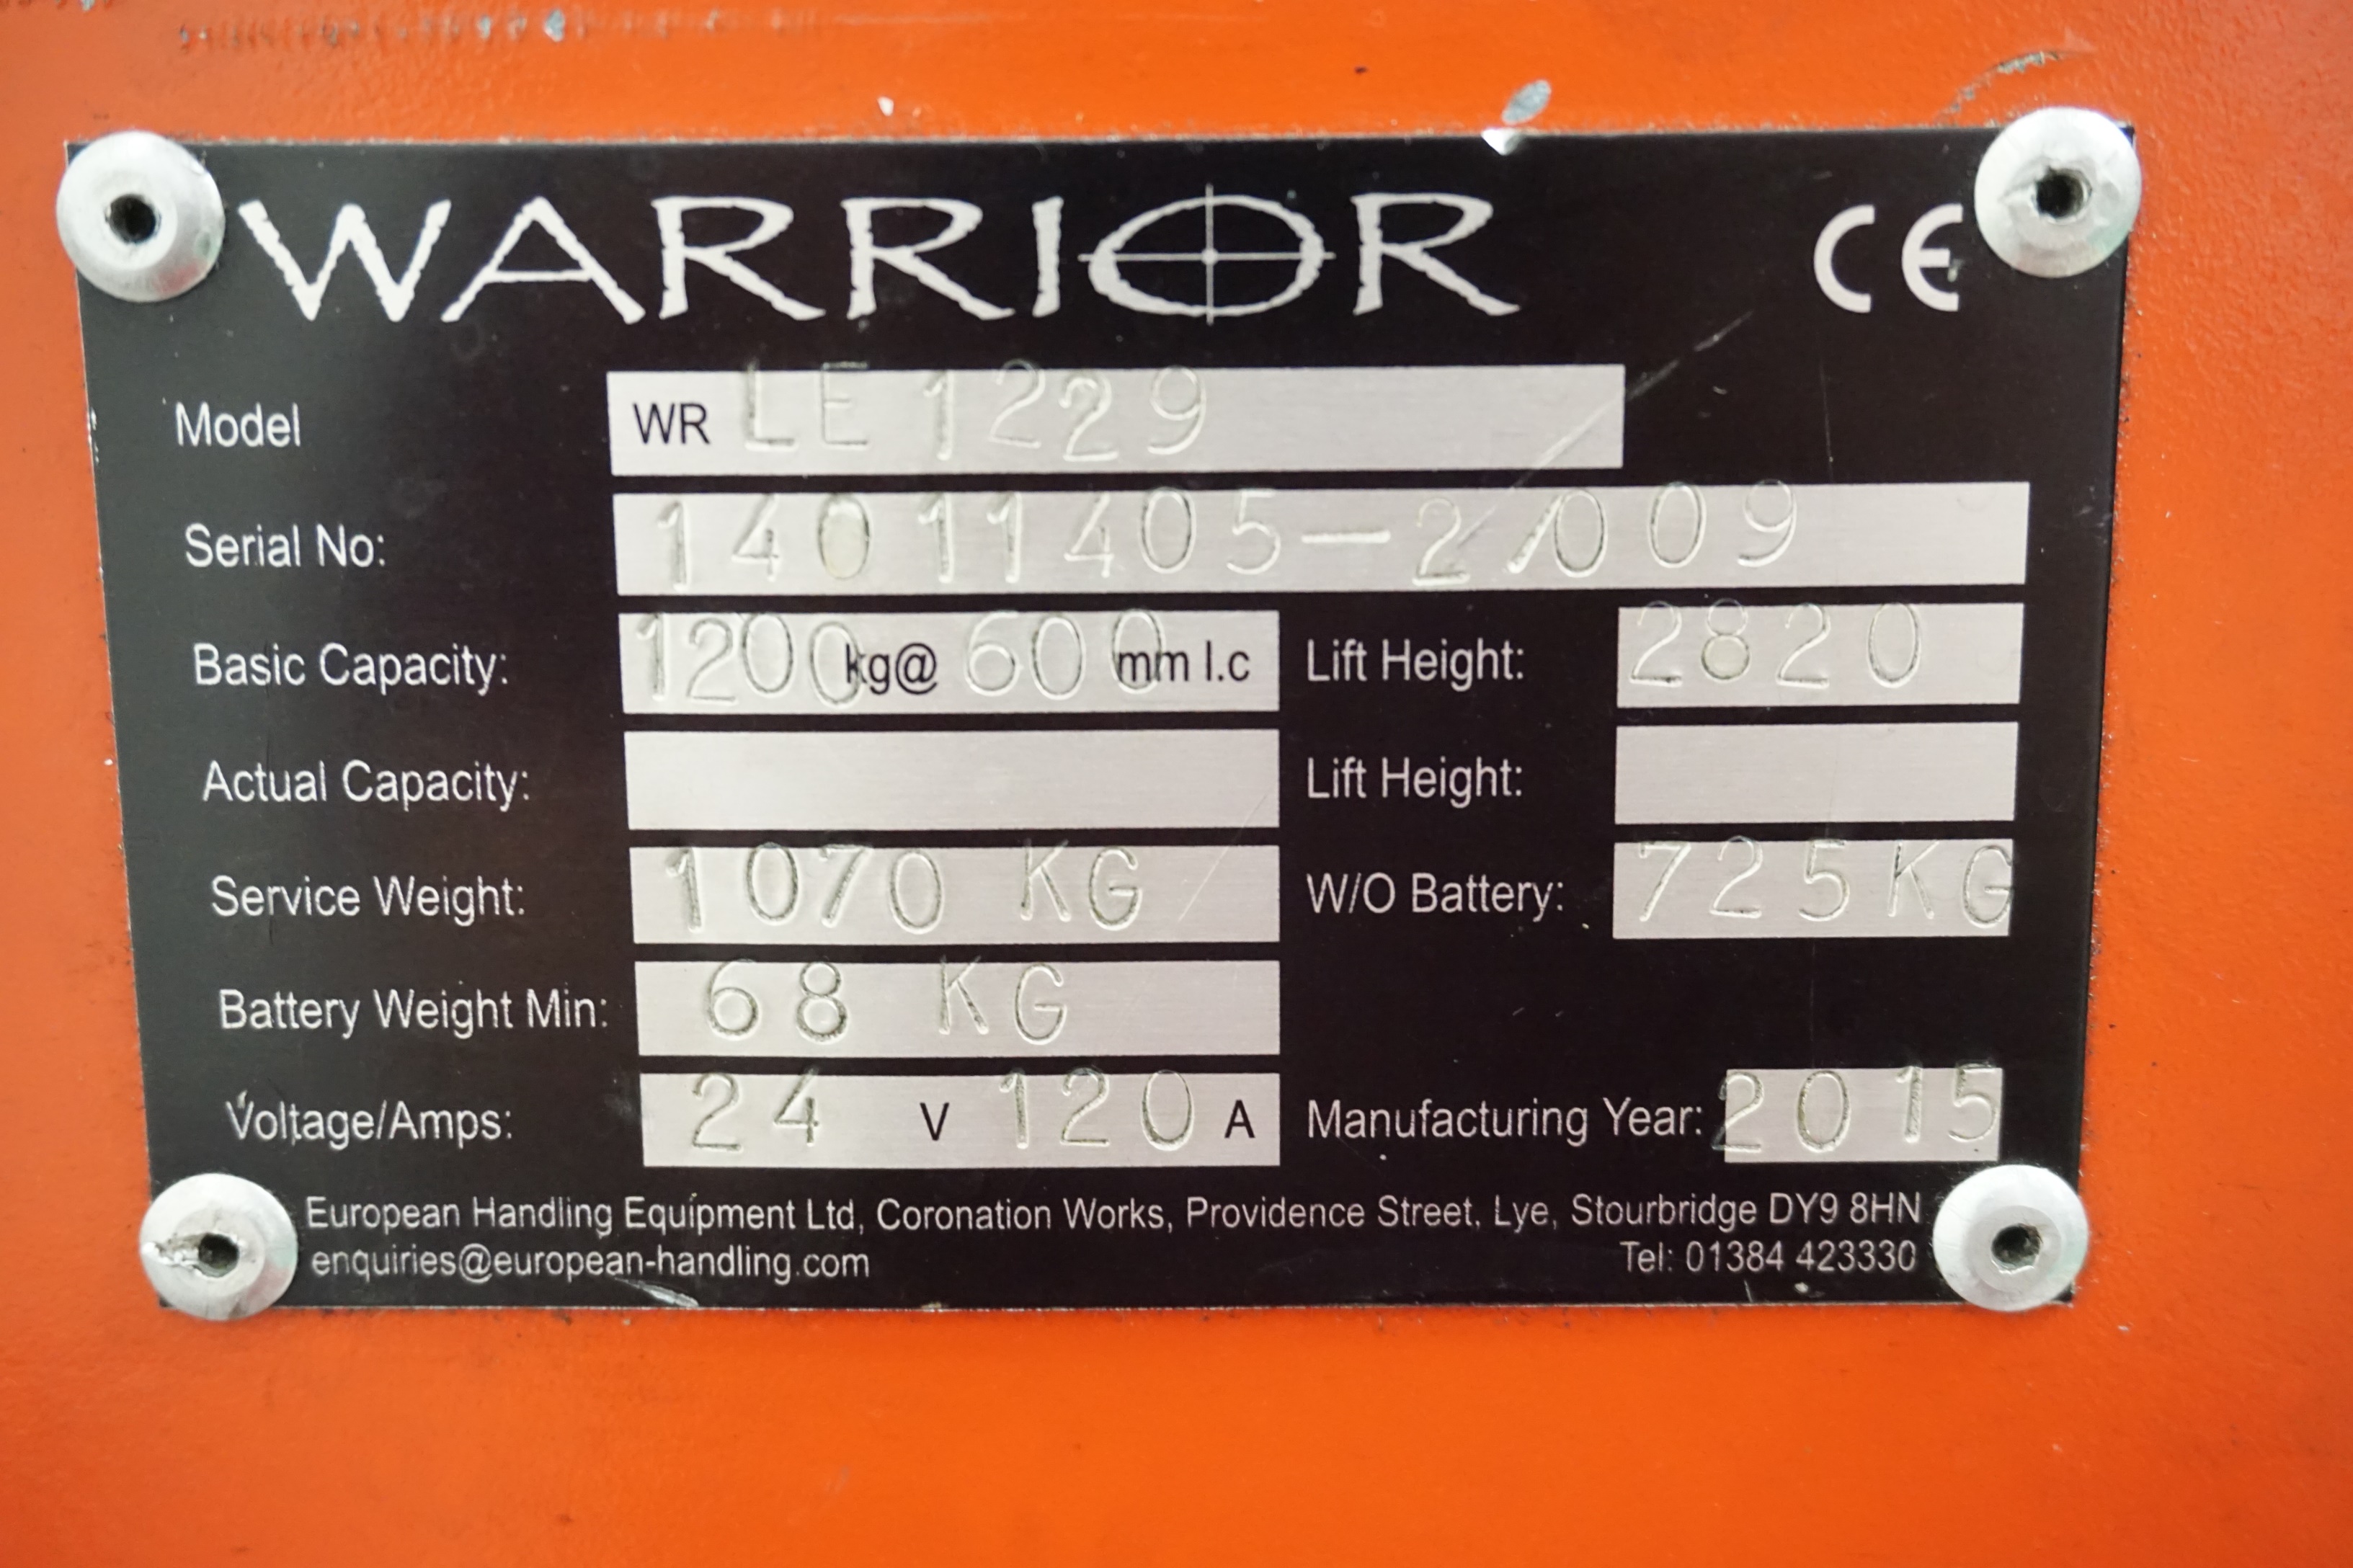 WARRIOR CE
Model WR LE1229
Serial No: 14011405-2/009
Basic Capacity: 1200 kg@ 600 mm l.c Lift Height: 2820
Actual Capacity: Lift Height:
Service Weight: 1070 KG W/O Battery: 725KG
Battery Weight Min: 68 KG
Voltage/Amps: 24 V 120 A Manufacturing Year: 2015
European Handling Equipment Ltd, Coronation Works, Providence Street, Lye, Stourbridge DY9 8HN
enquiries@european-handling.com Tel: 01384 423330